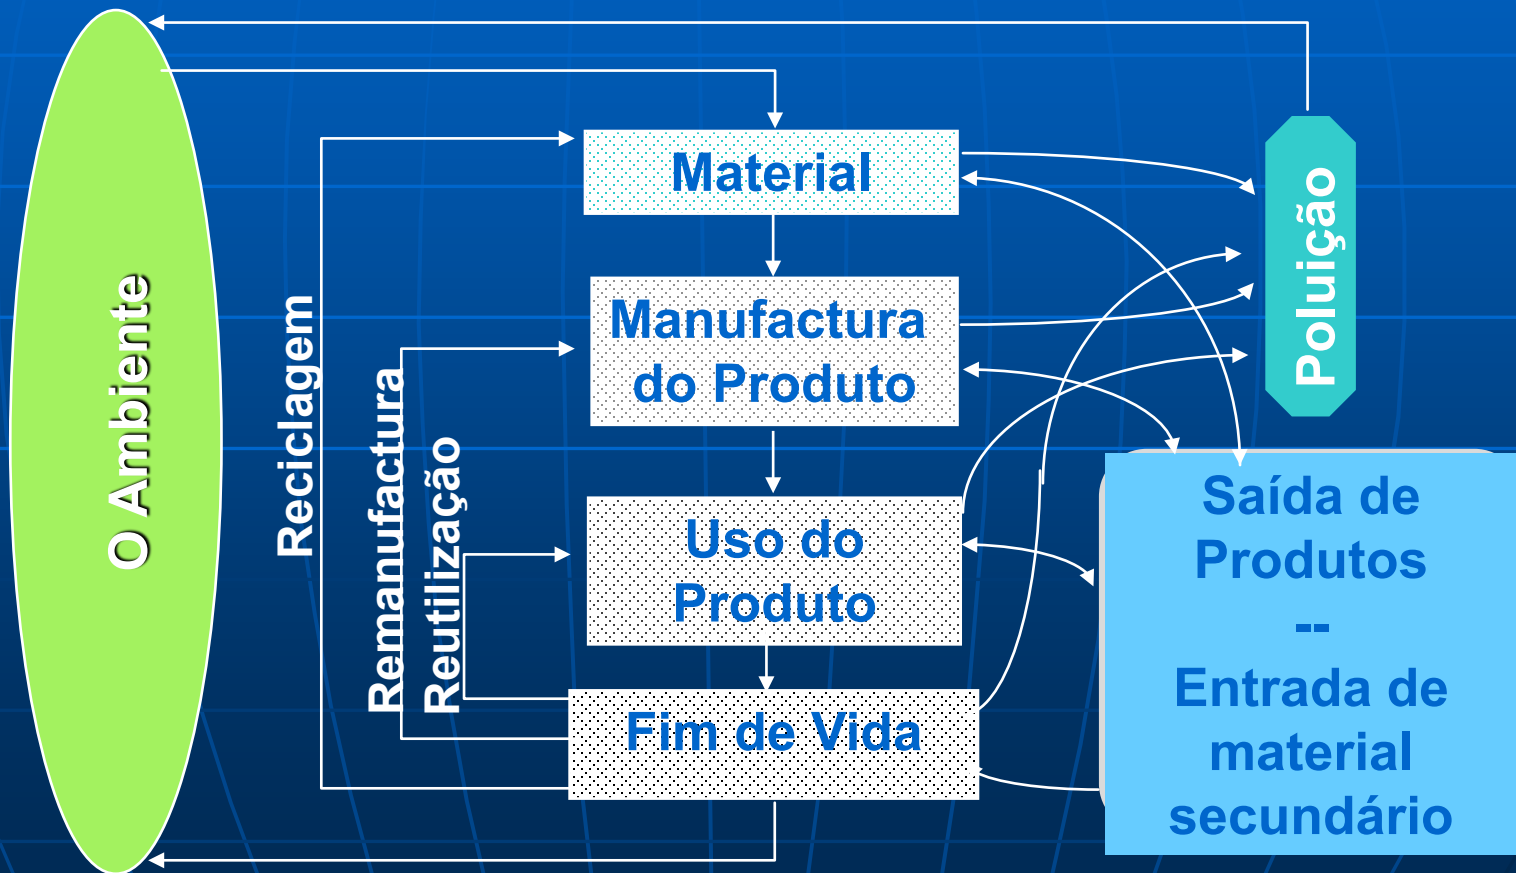 O Ambiente
Reciclagem
Remanufactura
Reutilização
Material
Manufactura
do Produto
Uso do
Produto
Fim de Vida
Poluição
Saída de
Produtos
--
Entrada de
material
secundário